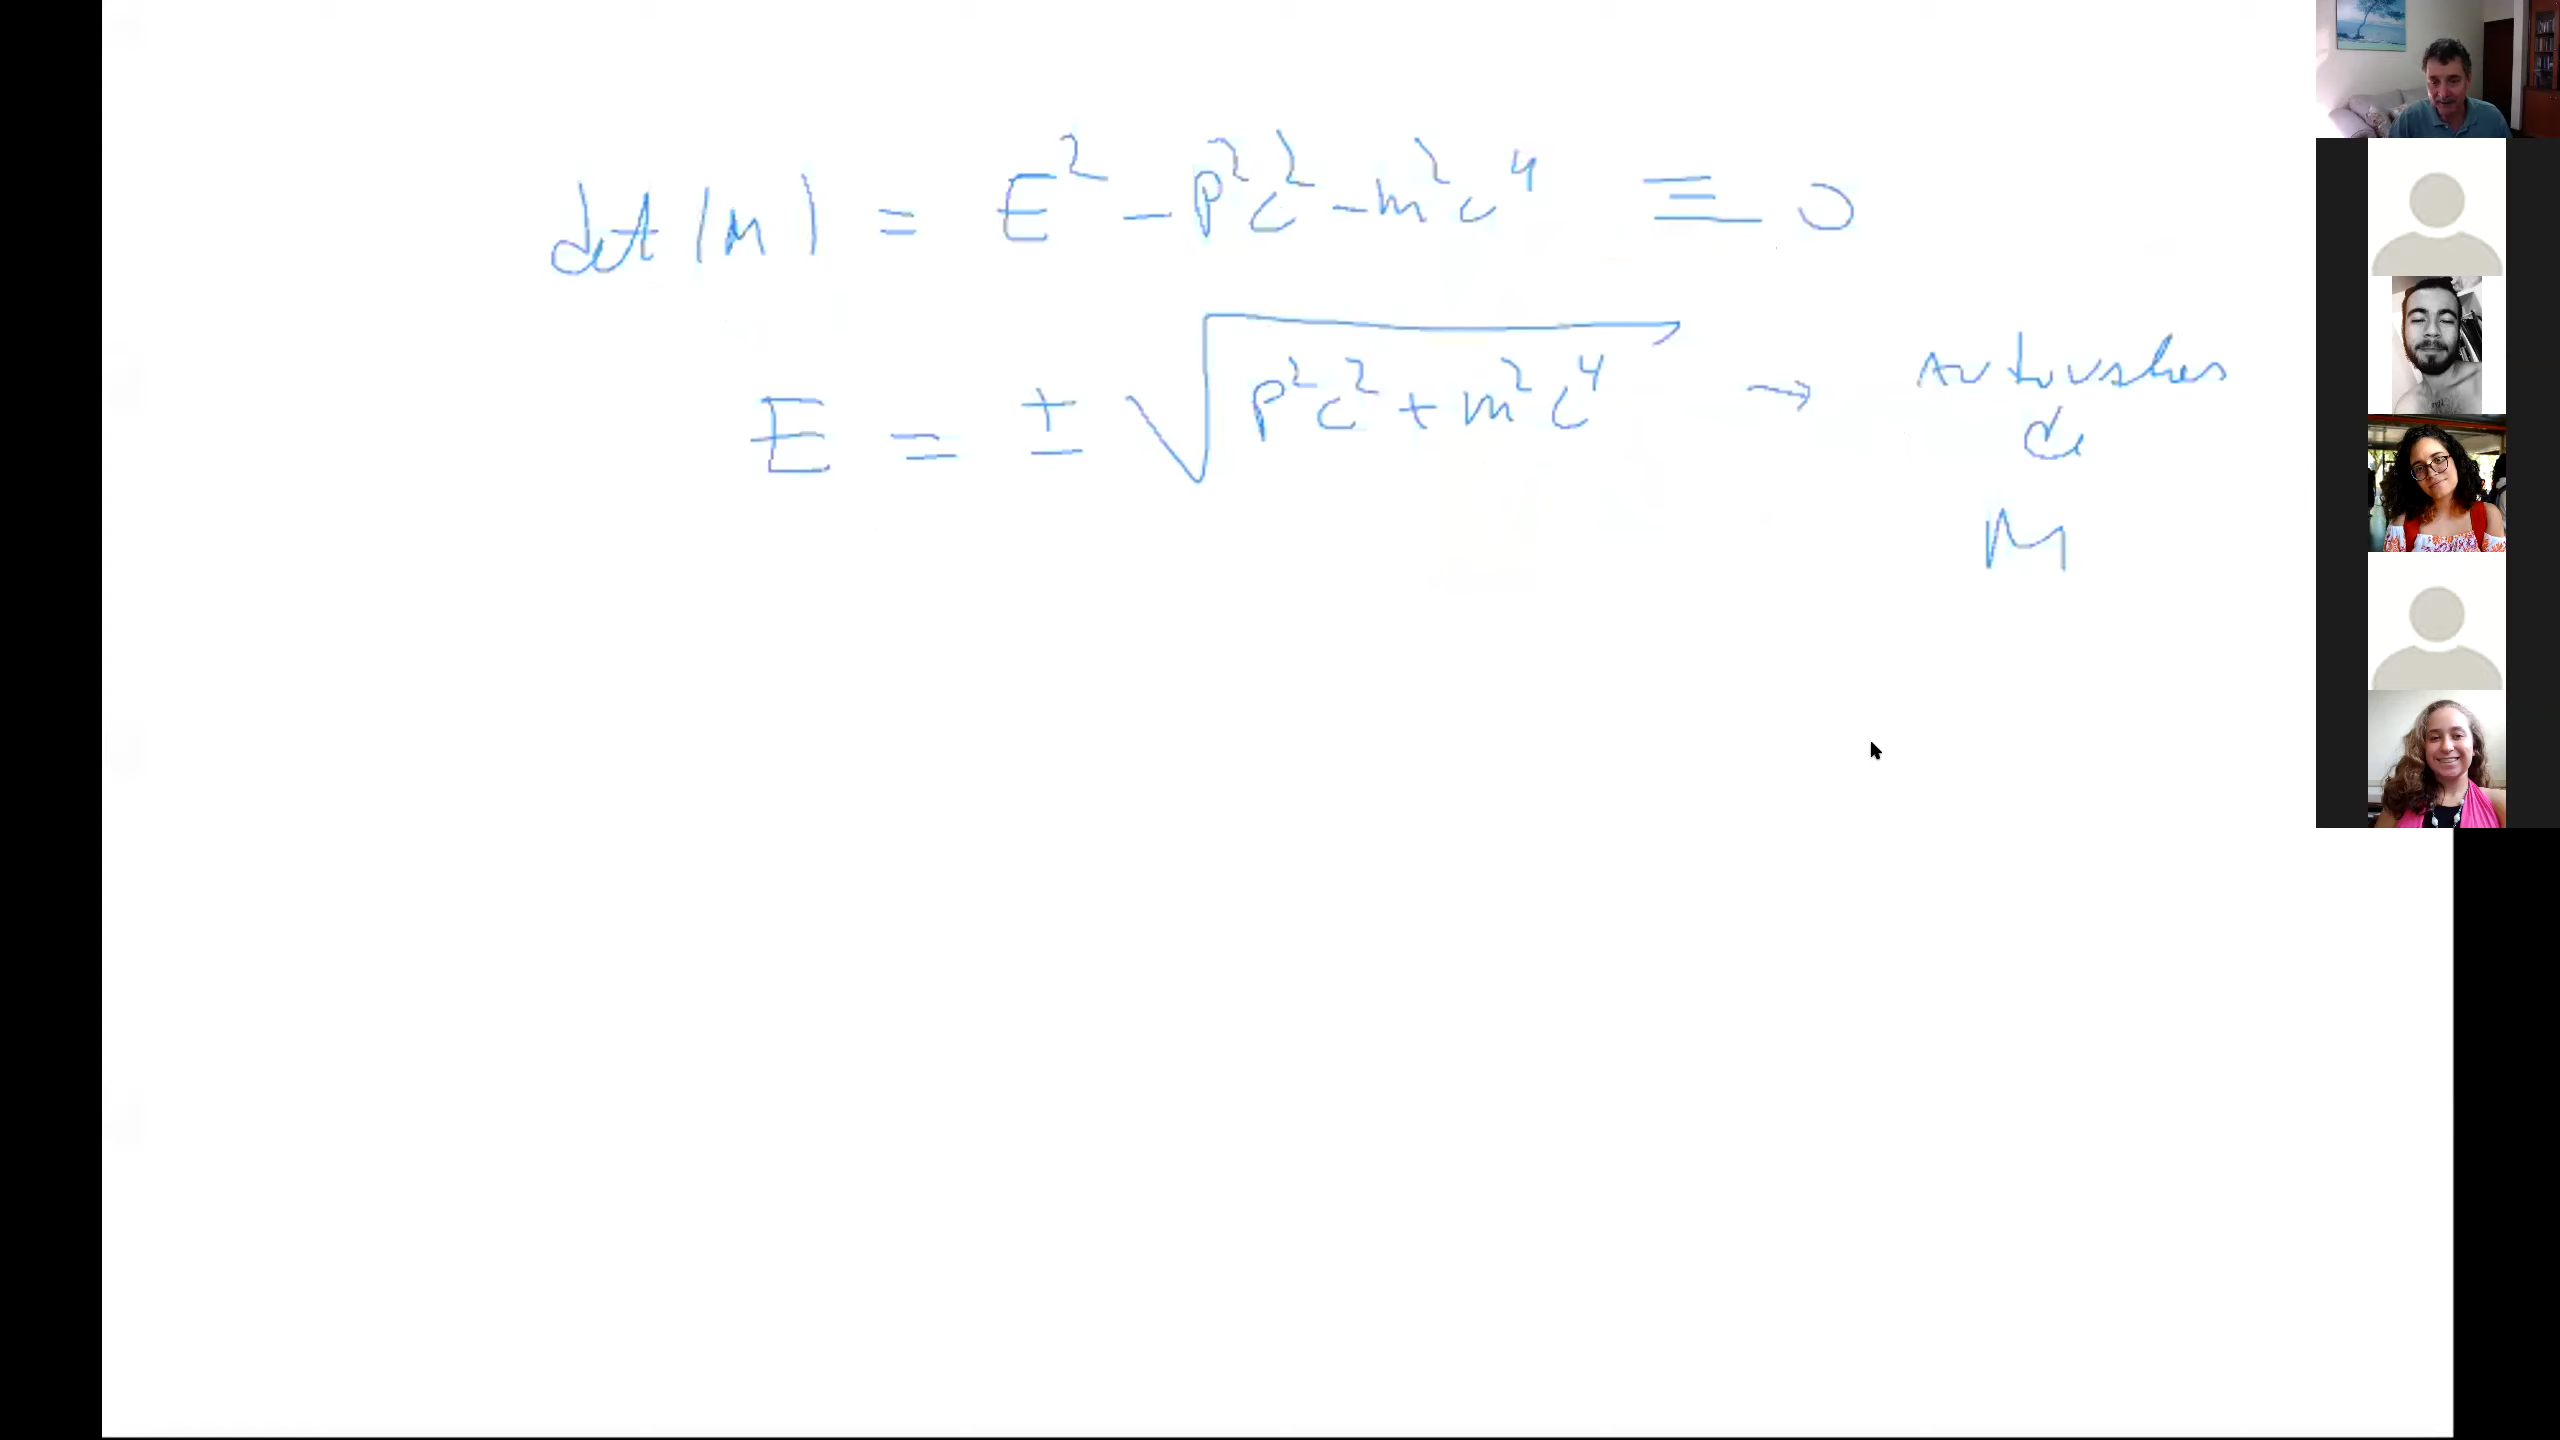 det |M| = E² - p²c² - m²c⁴ ≡ 0
E = ± √(p²c² + m²c⁴) → Autovalores
de
M